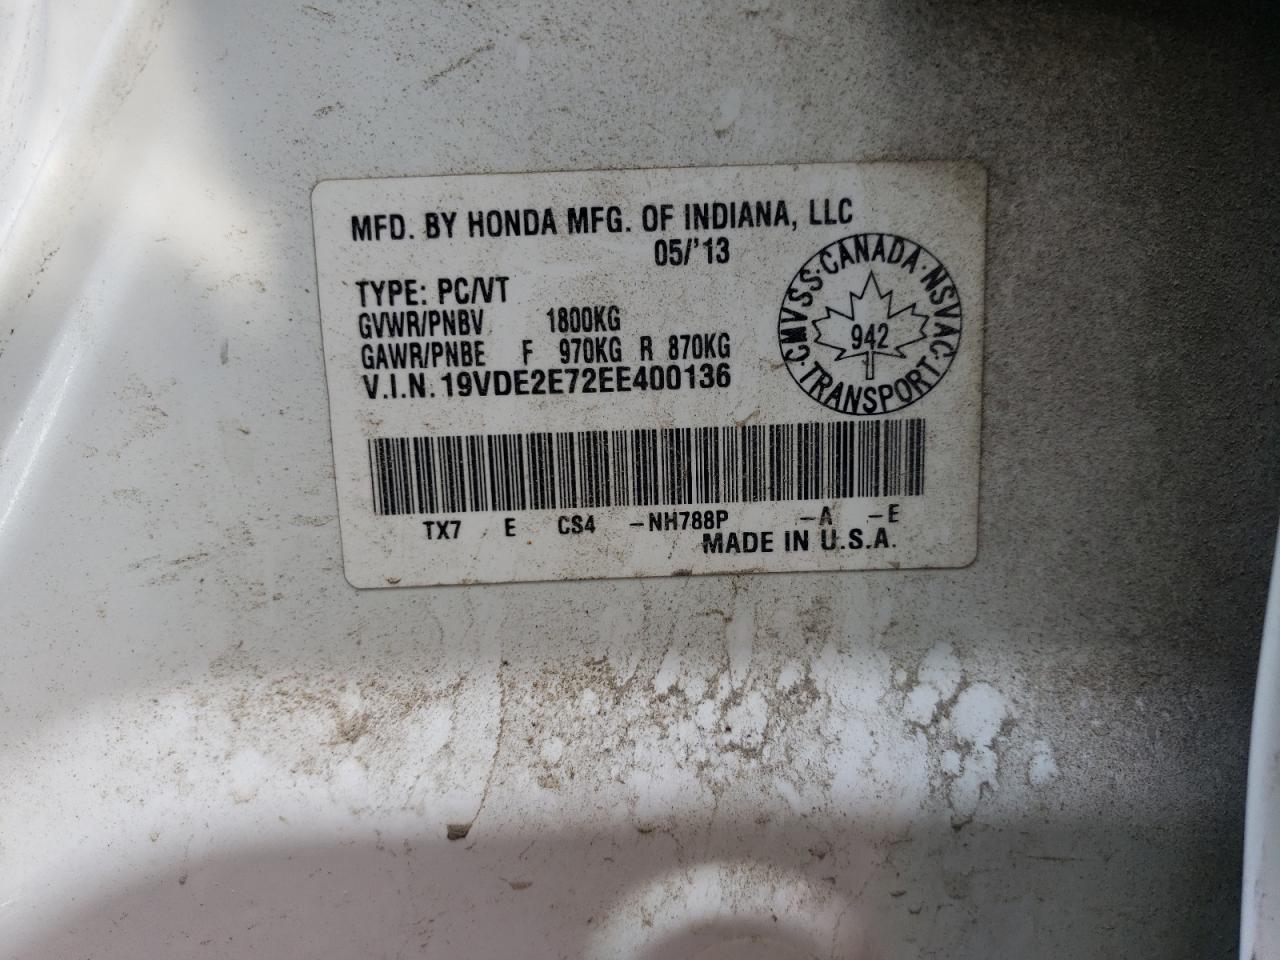 MFD. BY HONDA MFG. OF INDIANA, LLC
05/'13
TYPE: PC/VT
GVWR/PNBV 1800KG
GAWR/PNBE F 970KG R 870KG
V.I.N. 19VDE2E72EE400136
CMVSS·CANADA·NSVAC·TRANSPORT·
942
TX7 E CS4 -NH788P -A -E
MADE IN U.S.A.